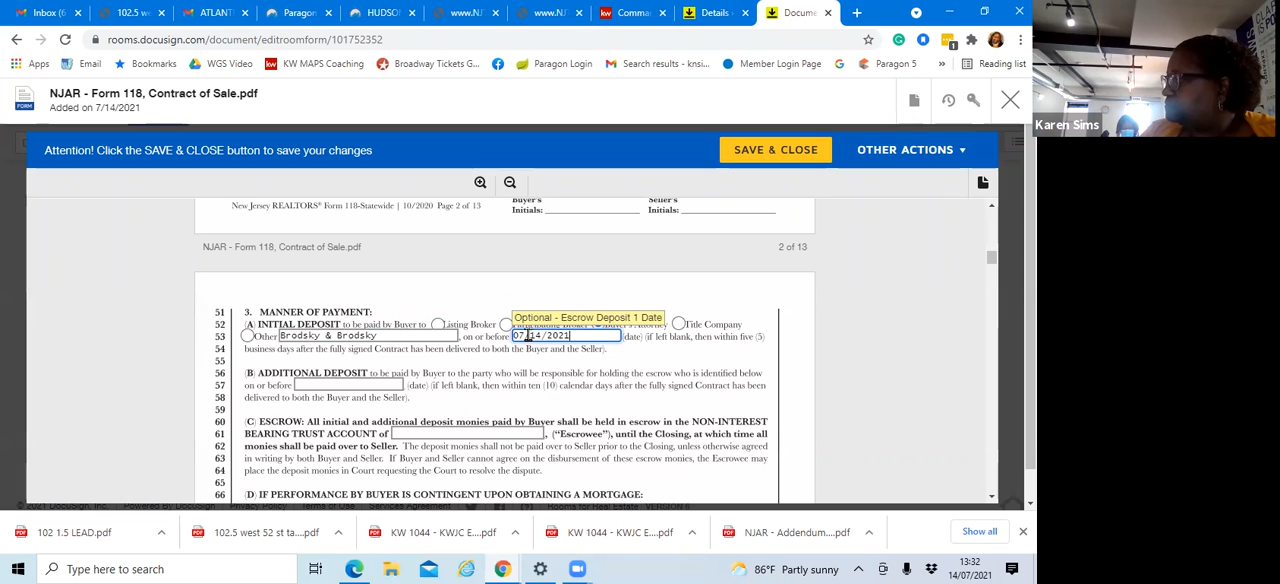 Inbox (6
102.5 w
ATLANT
Paragon
HUDSO
www.NJ
www.NJ
Comma
Details
Docume
rooms.docusign.com/document/editroomform/101752352
1
Apps
Email
Bookmarks
WGS Video
KW MAPS Coaching
Broadway Tickets G...
Paragon Login
Search results - knsi...
Member Login Page
Paragon 5
»
Reading list
NJAR - Form 118, Contract of Sale.pdf
FORM
Added on 7/14/2021
Karen Sims
Attention! Click the SAVE & CLOSE button to save your changes
SAVE & CLOSE
OTHER ACTIONS
Buyer's
Seller's
New Jersey REALTORS® Form 118-Statewide | 10/2020 Page 2 of 13
Initials:
Initials:
NJAR - Form 118, Contract of Sale.pdf
2 of 13
51 3. MANNER OF PAYMENT:
Optional - Escrow Deposit 1 Date
52 (A) INITIAL DEPOSIT to be paid by Buyer to Listing Broker Participating Broker Buyer's Attorney Title Company
53 Other Brodsky & Brodsky , on or before 07/14/2021 (date) (if left blank, then within five (5)
54 business days after the fully signed Contract has been delivered to both the Buyer and the Seller).
55
56 (B) ADDITIONAL DEPOSIT to be paid by Buyer to the party who will be responsible for holding the escrow who is identified below
57 on or before (date) (if left blank, then within ten (10) calendar days after the fully signed Contract has been
58 delivered to both the Buyer and the Seller).
59
60 (C) ESCROW: All initial and additional deposit monies paid by Buyer shall be held in escrow in the NON-INTEREST
61 BEARING TRUST ACCOUNT of , ("Escrowee"), until the Closing, at which time all
62 monies shall be paid over to Seller. The deposit monies shall not be paid over to Seller prior to the Closing, unless otherwise agreed
63 in writing by both Buyer and Seller. If Buyer and Seller cannot agree on the disbursement of these escrow monies, the Escrowee may
64 place the deposit monies in Court requesting the Court to resolve the dispute.
65
66 (D) IF PERFORMANCE BY BUYER IS CONTINGENT UPON OBTAINING A MORTGAGE:
102 1.5 LEAD.pdf
102.5 west 52 st ta....pdf
KW 1044 - KWJC E....pdf
KW 1044 - KWJC E....pdf
NJAR - Addendum....pdf
Show all
Type here to search
86°F Partly sunny
13:32
14/07/2021